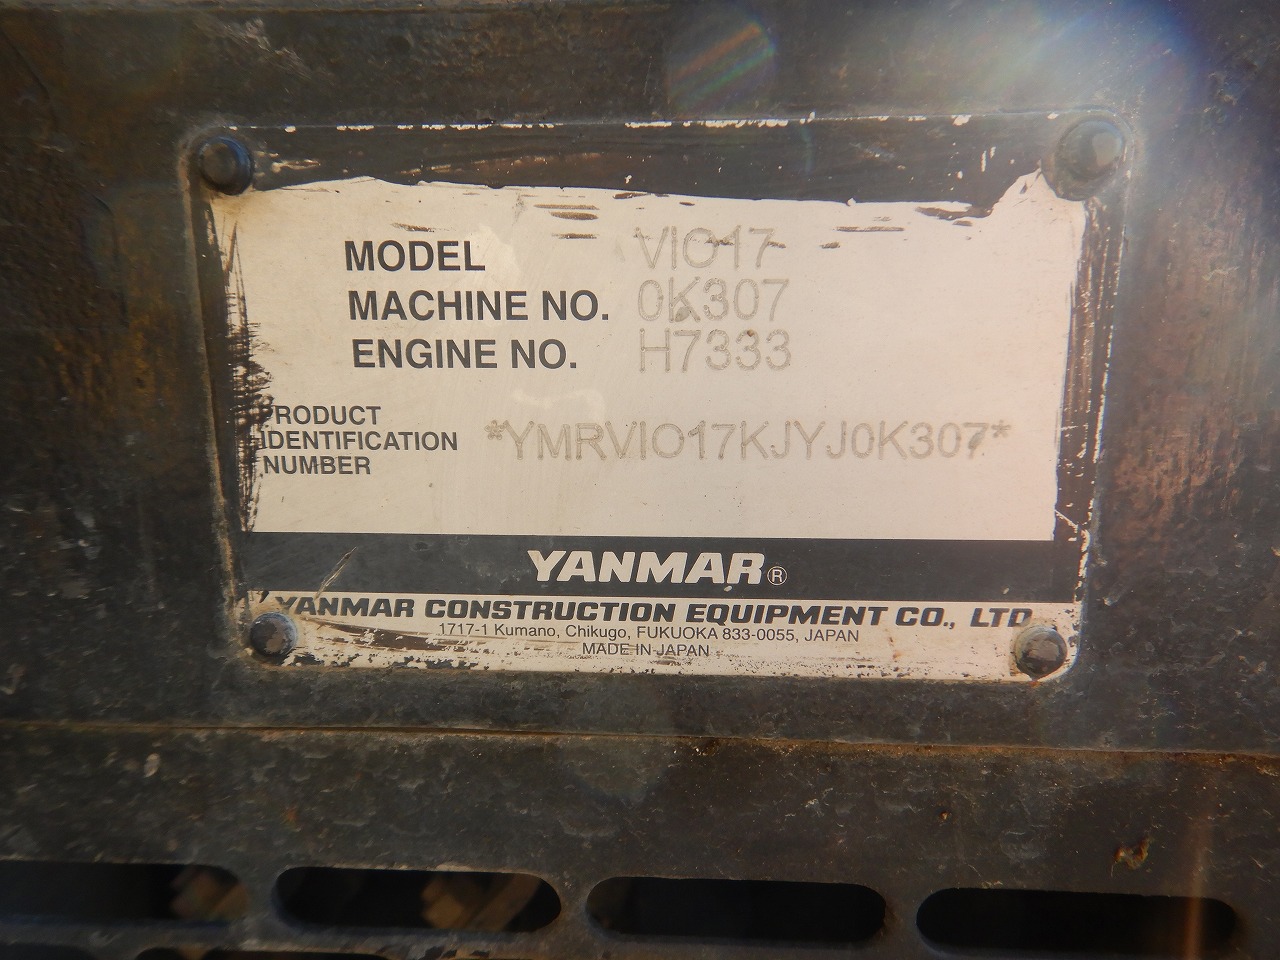 MODEL VIO17
MACHINE NO. 0K307
ENGINE NO. H7333
PRODUCT
IDENTIFICATION *YMRVIO17KJYJ0K307*
NUMBER
YANMAR®
YANMAR CONSTRUCTION EQUIPMENT CO., LTD
1717-1 Kumano, Chikugo, FUKUOKA 833-0055, JAPAN
MADE IN JAPAN